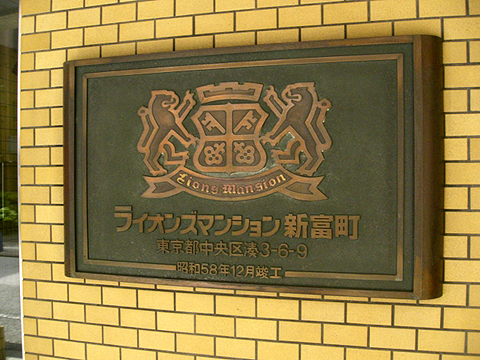 Lions Mansion
ライオンズマンション新富町
東京都中央区湊3-6-9
昭和58年12月竣工